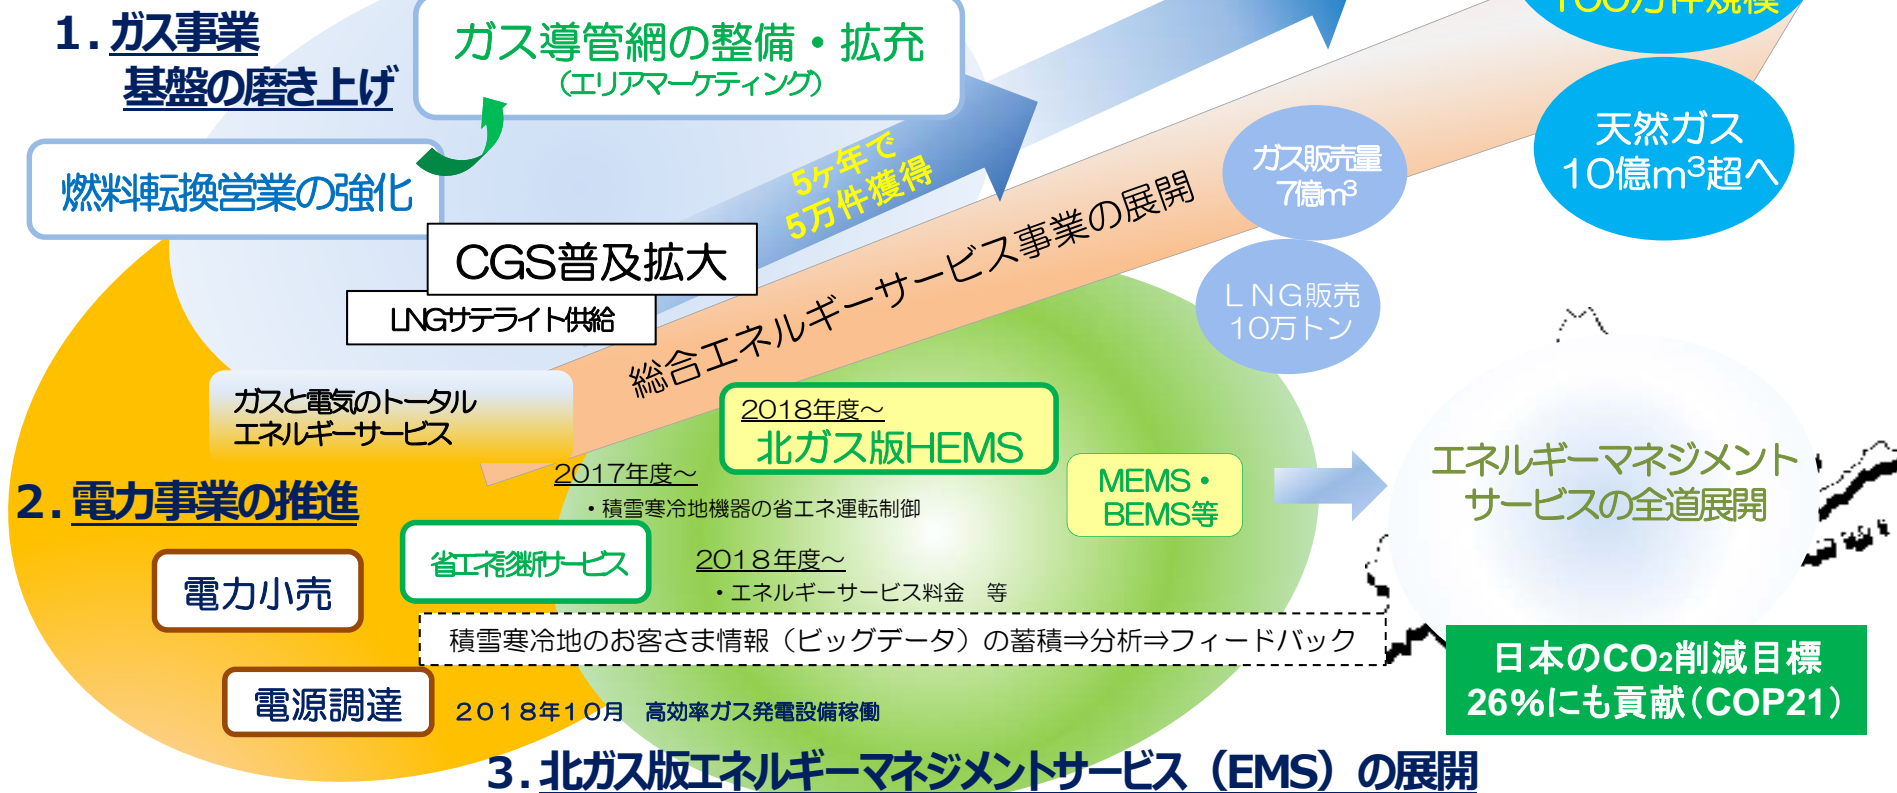 1. ガス事業
基盤の磨き上げ
ガス導管網の整備・拡充
（エリアマーケティング）
100万件規模
燃料転換営業の強化
5ヶ年で
5万件獲得
ガス販売量
7億m³
天然ガス
10億m³超へ
CGS普及拡大
LNGサテライト供給
総合エネルギーサービス事業の展開
ＬＮＧ販売
10万トン
ガスと電気のトータル
エネルギーサービス
2018年度～
北ガス版HEMS
2017年度～
・積雪寒冷地機器の省エネ運転制御
MEMS・
BEMS等
エネルギーマネジメント
サービスの全道展開
2. 電力事業の推進
省エネ診断サービス
2018年度～
・エネルギーサービス料金　等
電力小売
積雪寒冷地のお客さま情報（ビッグデータ）の蓄積⇒分析⇒フィードバック
日本のCO₂削減目標
26%にも貢献（COP21）
電源調達
２０１８年１０月　高効率ガス発電設備稼働
3. 北ガス版エネルギーマネジメントサービス（EMS）の展開